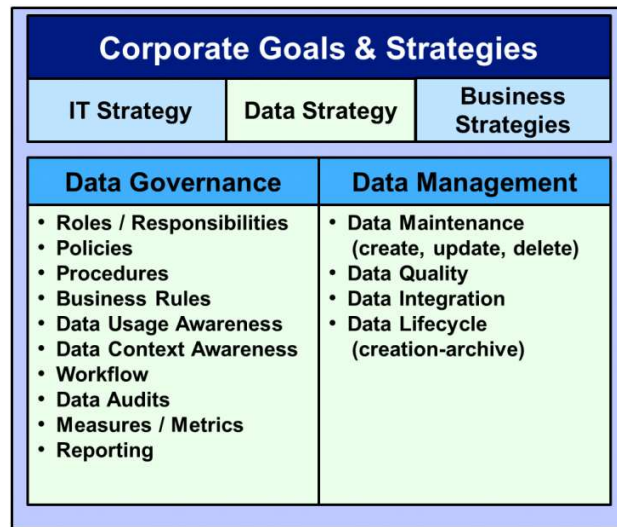 Corporate Goals & Strategies
IT Strategy
Data Strategy
Business
Strategies
Data Governance
• Roles / Responsibilities
• Policies
• Procedures
• Business Rules
• Data Usage Awareness
• Data Context Awareness
• Workflow
• Data Audits
• Measures / Metrics
• Reporting
Data Management
• Data Maintenance
(create, update, delete)
• Data Quality
• Data Integration
• Data Lifecycle
(creation-archive)